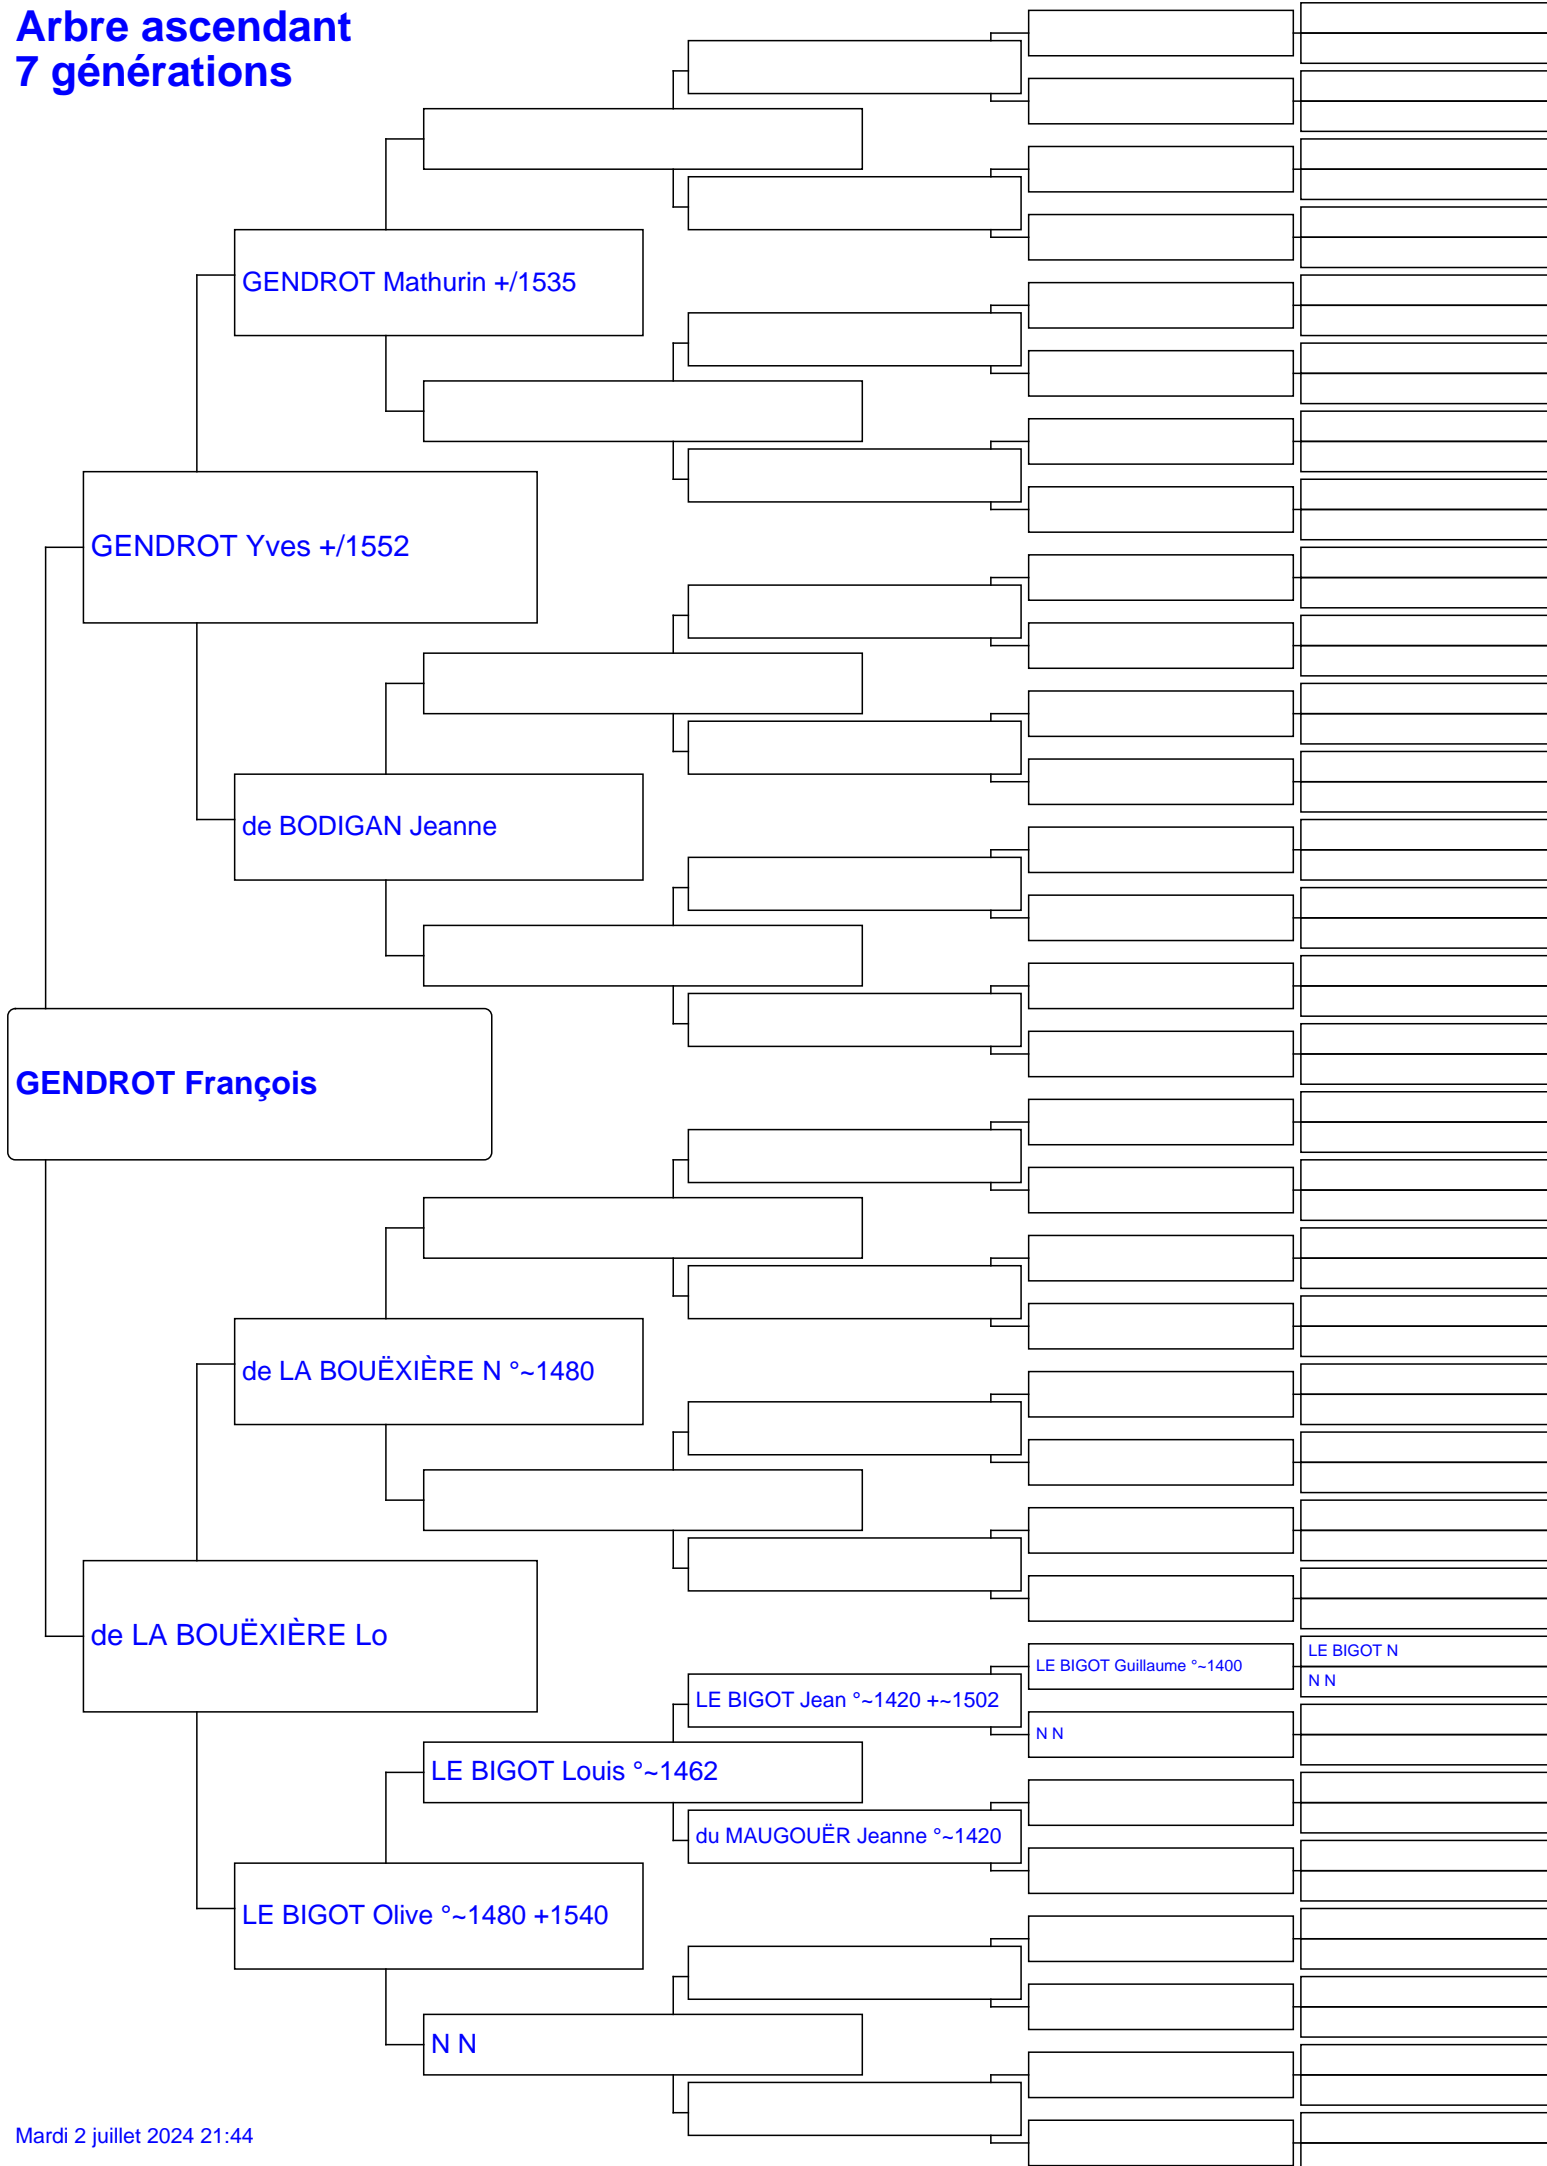 Arbre ascendant
7 générations
GENDROT Mathurin +/1535
GENDROT Yves +/1552
de BODIGAN Jeanne
GENDROT François
de LA BOUËXIÈRE N °~1480
de LA BOUËXIÈRE Lo
LE BIGOT Guillaume °~1400
LE BIGOT N
N N
LE BIGOT Jean °~1420 +~1502
N N
LE BIGOT Louis °~1462
du MAUGOUËR Jeanne °~1420
LE BIGOT Olive °~1480 +1540
N N
Mardi 2 juillet 2024 21:44